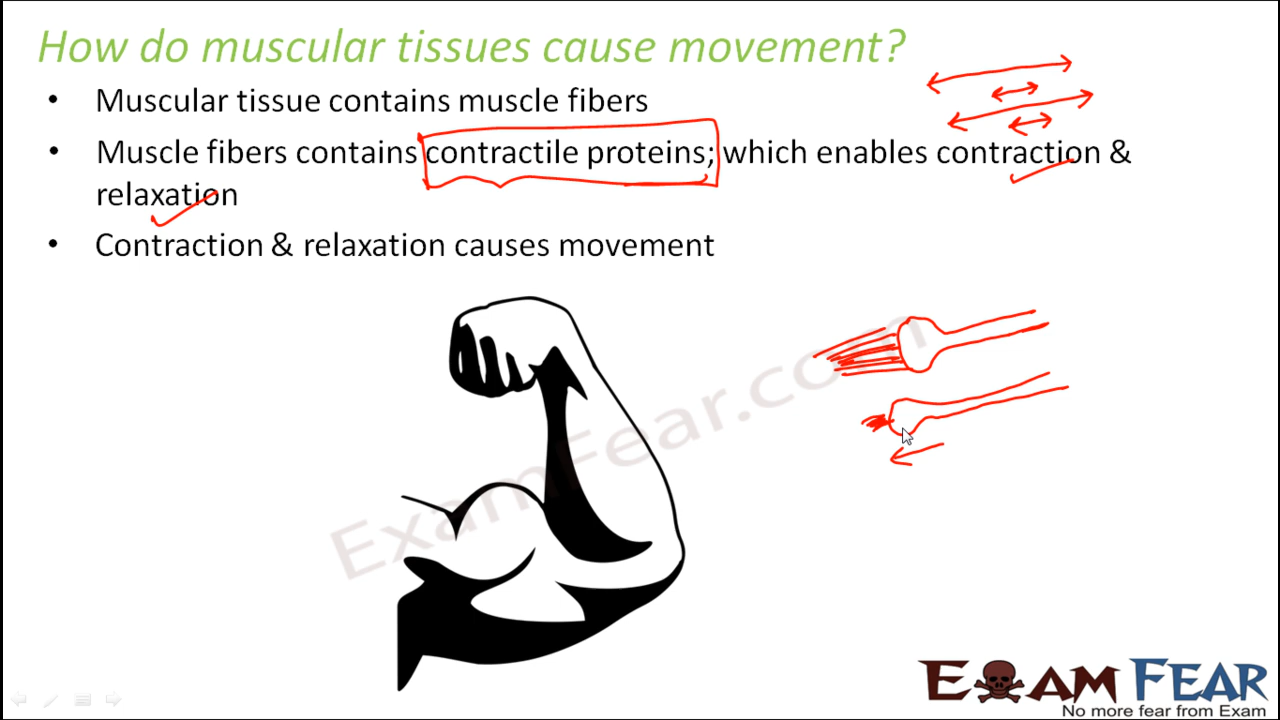 How do muscular tissues cause movement?
• Muscular tissue contains muscle fibers
• Muscle fibers contains contractile proteins; which enables contraction &
relaxation
• Contraction & relaxation causes movement
ExamFear.com
EXAM FEAR
No more fear from Exam